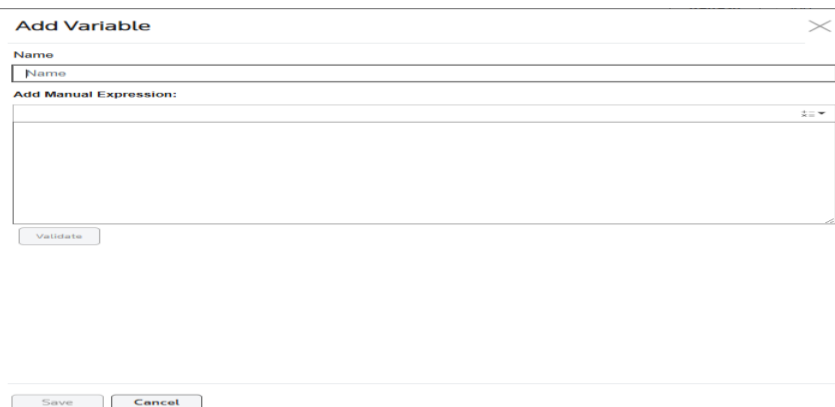 Add Variable
Name
Name
Add Manual Expression:
Validate
Save
Cancel